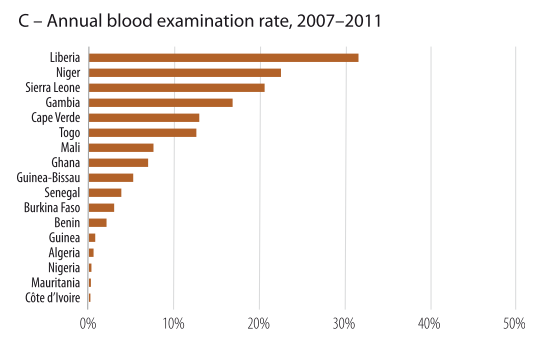 C – Annual blood examination rate, 2007–2011
Liberia
Niger
Sierra Leone
Gambia
Cape Verde
Togo
Mali
Ghana
Guinea-Bissau
Senegal
Burkina Faso
Benin
Guinea
Algeria
Nigeria
Mauritania
Côte d’Ivoire
0% 10% 20% 30% 40% 50%